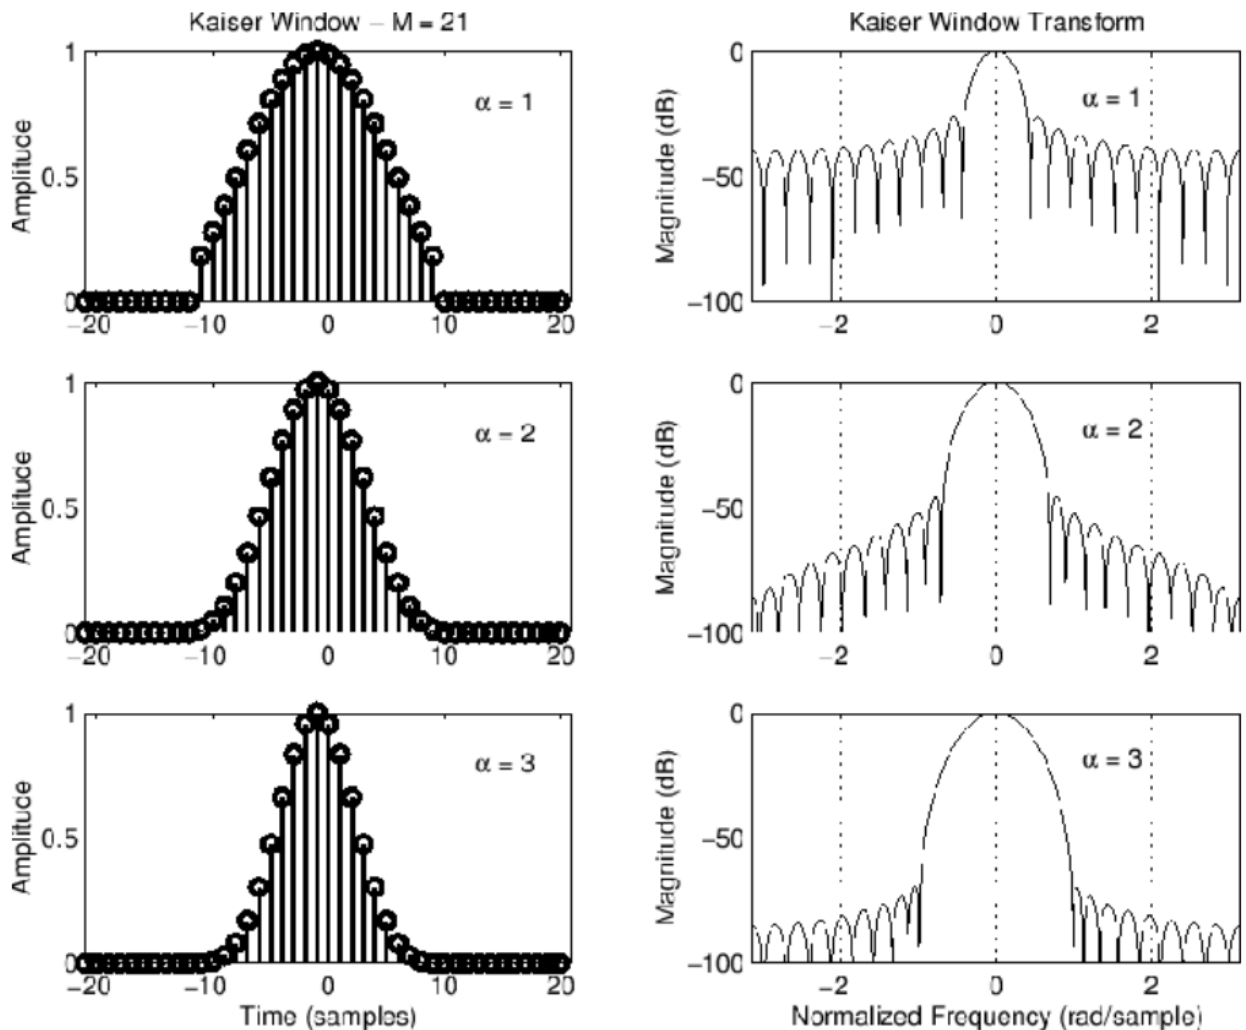 Kaiser Window – M = 21
Kaiser Window Transform
1
0.5
0
Amplitude
α = 1
−20
−10
0
10
20
0
−50
−100
Magnitude (dB)
α = 1
−2
0
2
1
0.5
0
Amplitude
α = 2
−20
−10
0
10
20
0
−50
−100
Magnitude (dB)
α = 2
−2
0
2
1
0.5
0
Amplitude
α = 3
−20
−10
0
10
20
Time (samples)
0
−50
−100
Magnitude (dB)
α = 3
−2
0
2
Normalized Frequency (rad/sample)